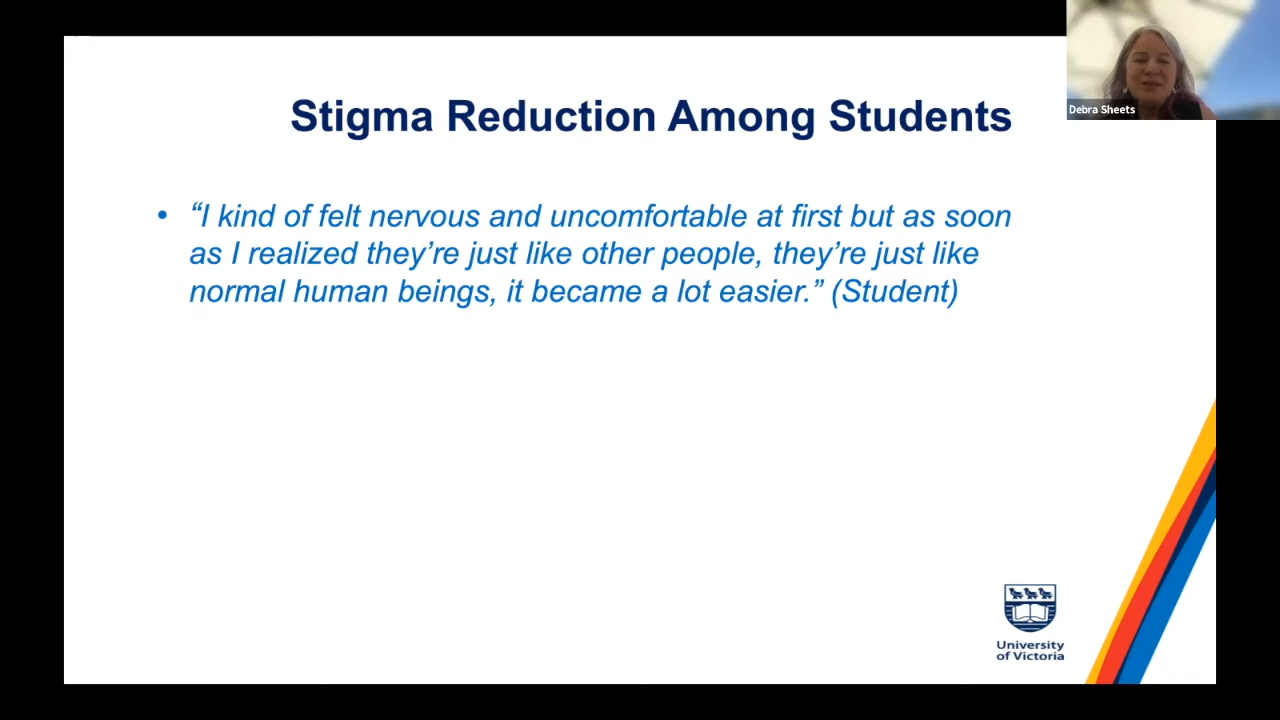 Debra Sheets
Stigma Reduction Among Students
• “I kind of felt nervous and uncomfortable at first but as soon
as I realized they’re just like other people, they’re just like
normal human beings, it became a lot easier.” (Student)
University
of Victoria